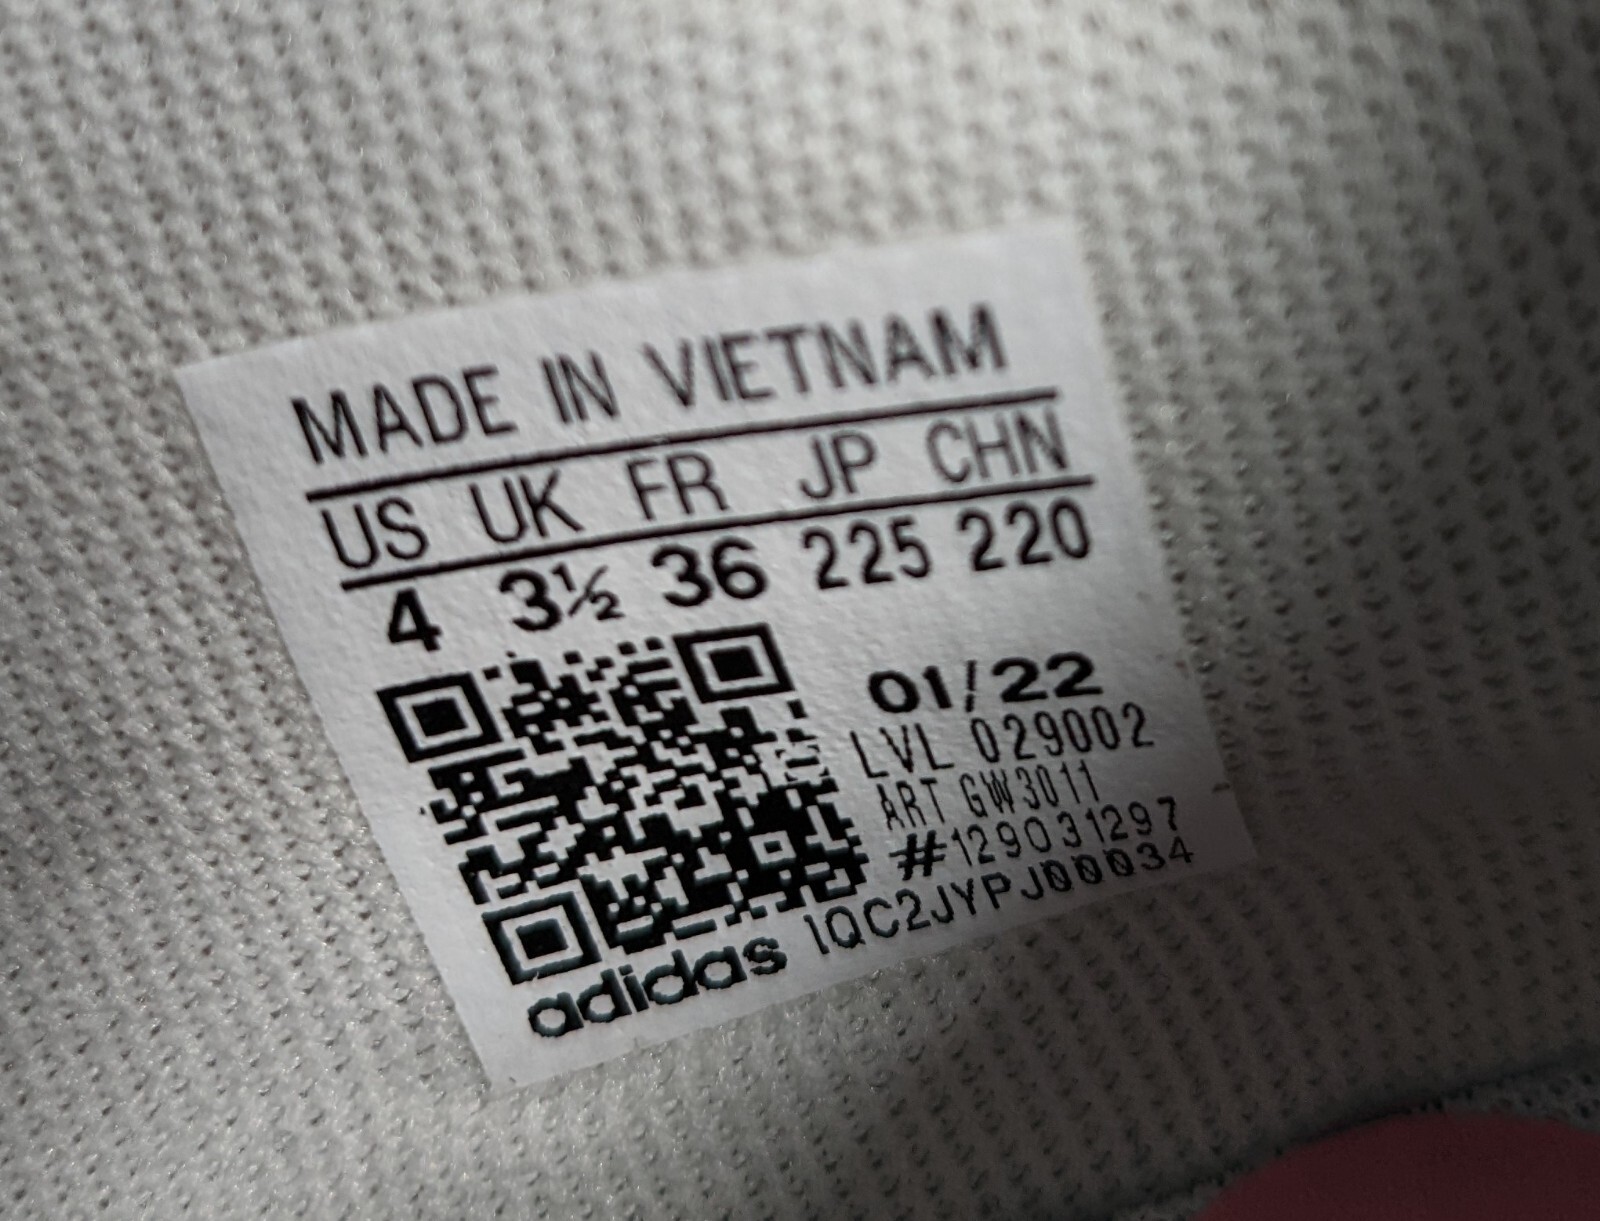 MADE IN VIETNAM
US UK FR JP CHN
4 3½ 36 225 220
01/22
LVL 029002
ART GW3011
#129031297
adidas 1QC2JYPJ00034